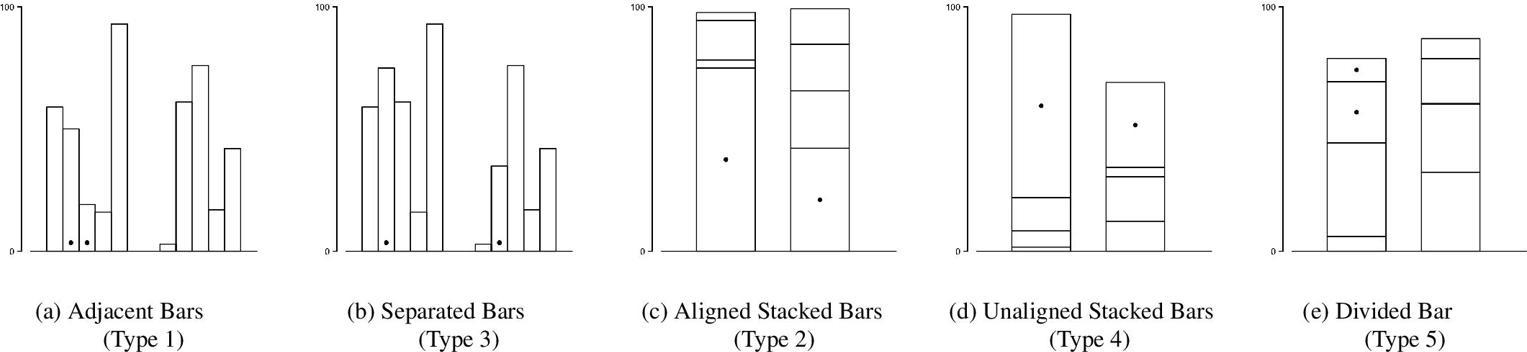 100
0
100
0
100
0
100
0
100
0
(a) Adjacent Bars
(Type 1)
(b) Separated Bars
(Type 3)
(c) Aligned Stacked Bars
(Type 2)
(d) Unaligned Stacked Bars
(Type 4)
(e) Divided Bar
(Type 5)